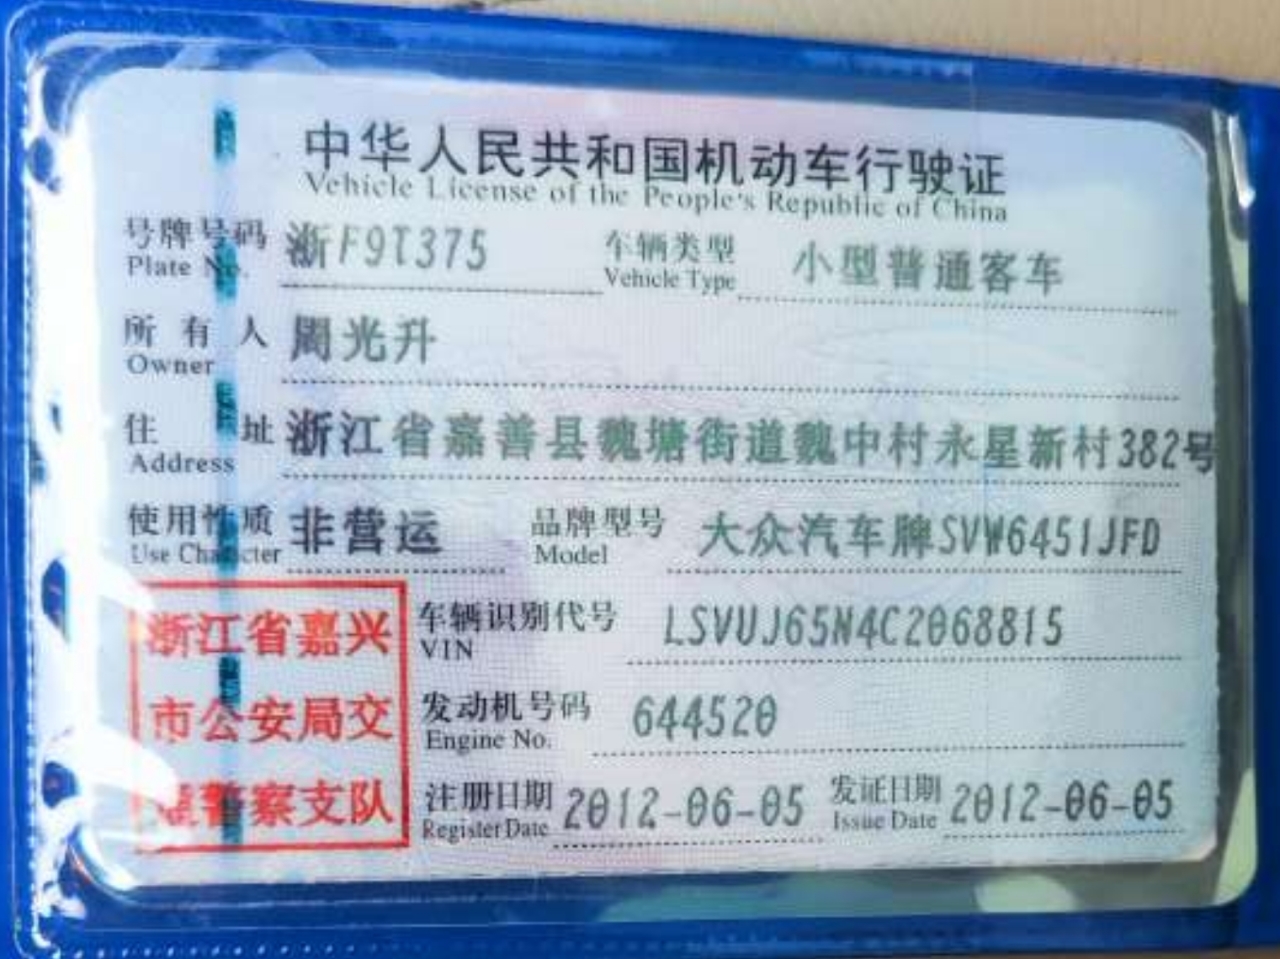 中华人民共和国机动车行驶证
Vehicle License of the People's Republic of China
号牌号码 浙F9T375 车辆类型 小型普通客车
Plate No. Vehicle Type
所有人 周光升
Owner
住址 浙江省嘉善县魏塘街道魏中村永星新村382号
Address
使用性质 非营运 品牌型号 大众汽车牌SVW6451JFD
Use Character Model
浙江省嘉兴
市公安局交
通警察支队
车辆识别代号 LSVUJ65N4C2068815
VIN
发动机号码 644520
Engine No.
注册日期 2012-06-05 发证日期 2012-06-05
Register Date Issue Date